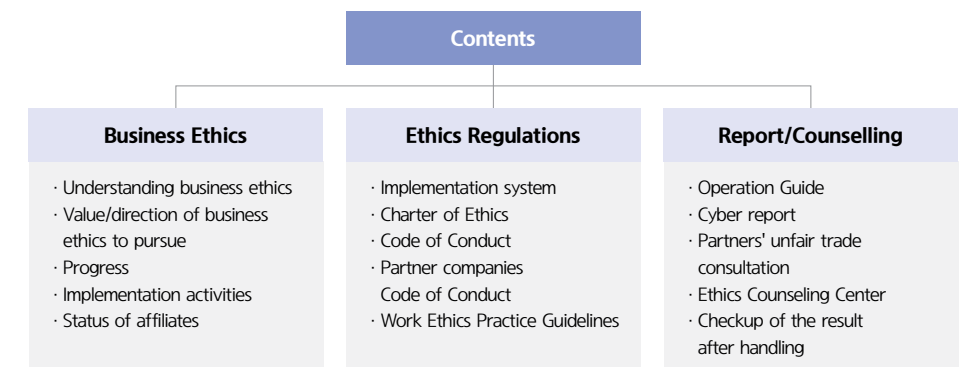 Contents
Business Ethics
· Understanding business ethics
· Value/direction of business
ethics to pursue
· Progress
· Implementation activities
· Status of affiliates
Ethics Regulations
· Implementation system
· Charter of Ethics
· Code of Conduct
· Partner companies
Code of Conduct
· Work Ethics Practice Guidelines
Report/Counselling
· Operation Guide
· Cyber report
· Partners' unfair trade
consultation
· Ethics Counseling Center
· Checkup of the result
after handling